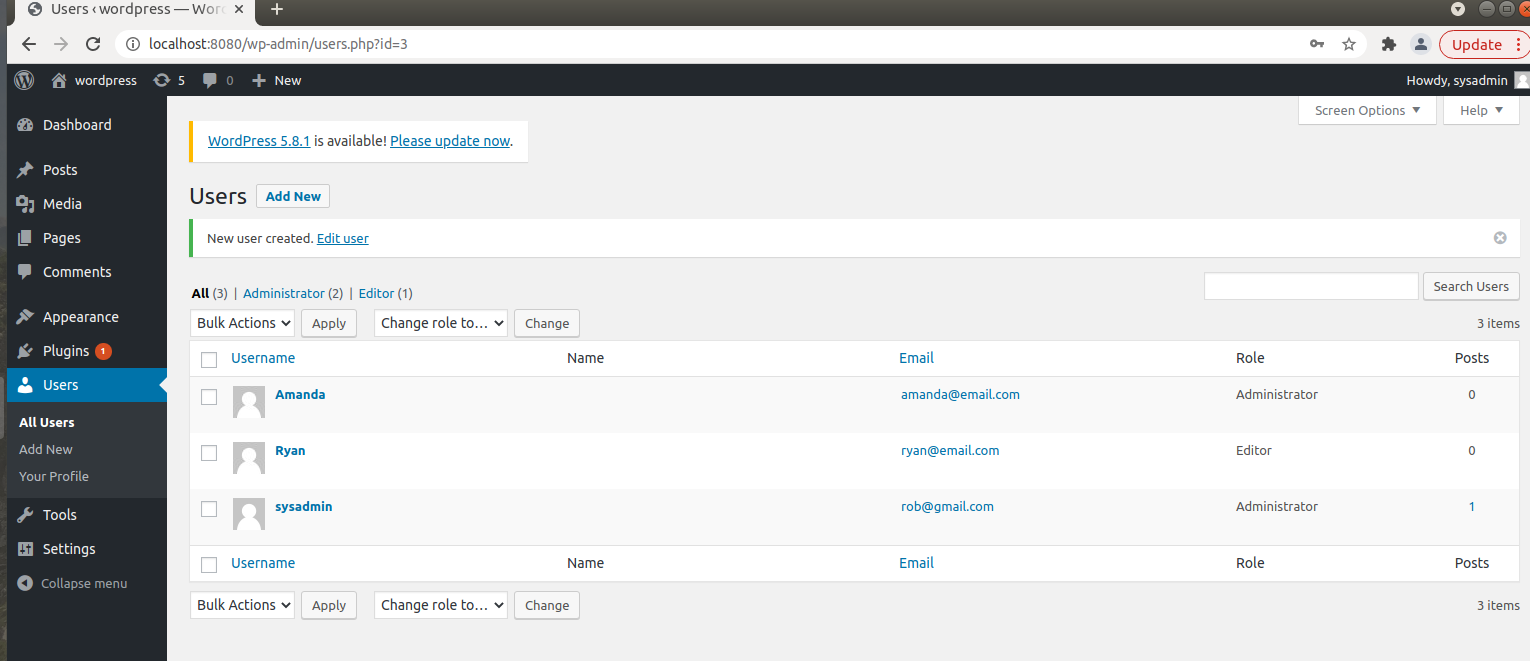 Users ‹ wordpress — Wor
localhost:8080/wp-admin/users.php?id=3
Update
wordpress 5 0 New
Howdy, sysadmin
Dashboard
Posts
Media
Pages
Comments
Appearance
Plugins 1
Users
All Users
Add New
Your Profile
Tools
Settings
Collapse menu
Screen Options Help
WordPress 5.8.1 is available! Please update now.
Users Add New
New user created. Edit user
All (3) | Administrator (2) | Editor (1)
Search Users
Bulk Actions Apply Change role to... Change 3 items
Username Name Email Role Posts
Amanda amanda@email.com Administrator 0
Ryan ryan@email.com Editor 0
sysadmin rob@gmail.com Administrator 1
Username Name Email Role Posts
Bulk Actions Apply Change role to... Change 3 items